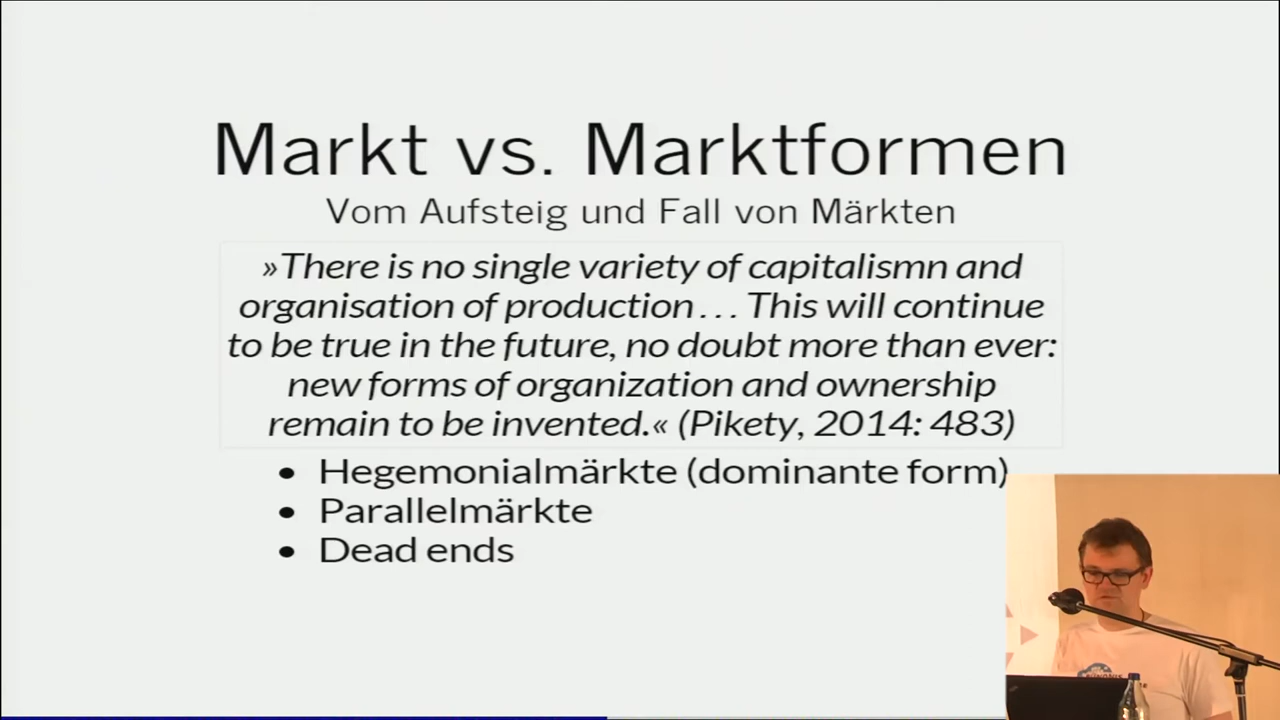 Markt vs. Marktformen
Vom Aufsteig und Fall von Märkten
»There is no single variety of capitalismn and
organisation of production... This will continue
to be true in the future, no doubt more than ever:
new forms of organization and ownership
remain to be invented.« (Pikety, 2014: 483)
• Hegemonialmärkte (dominante form)
• Parallelmärkte
• Dead ends